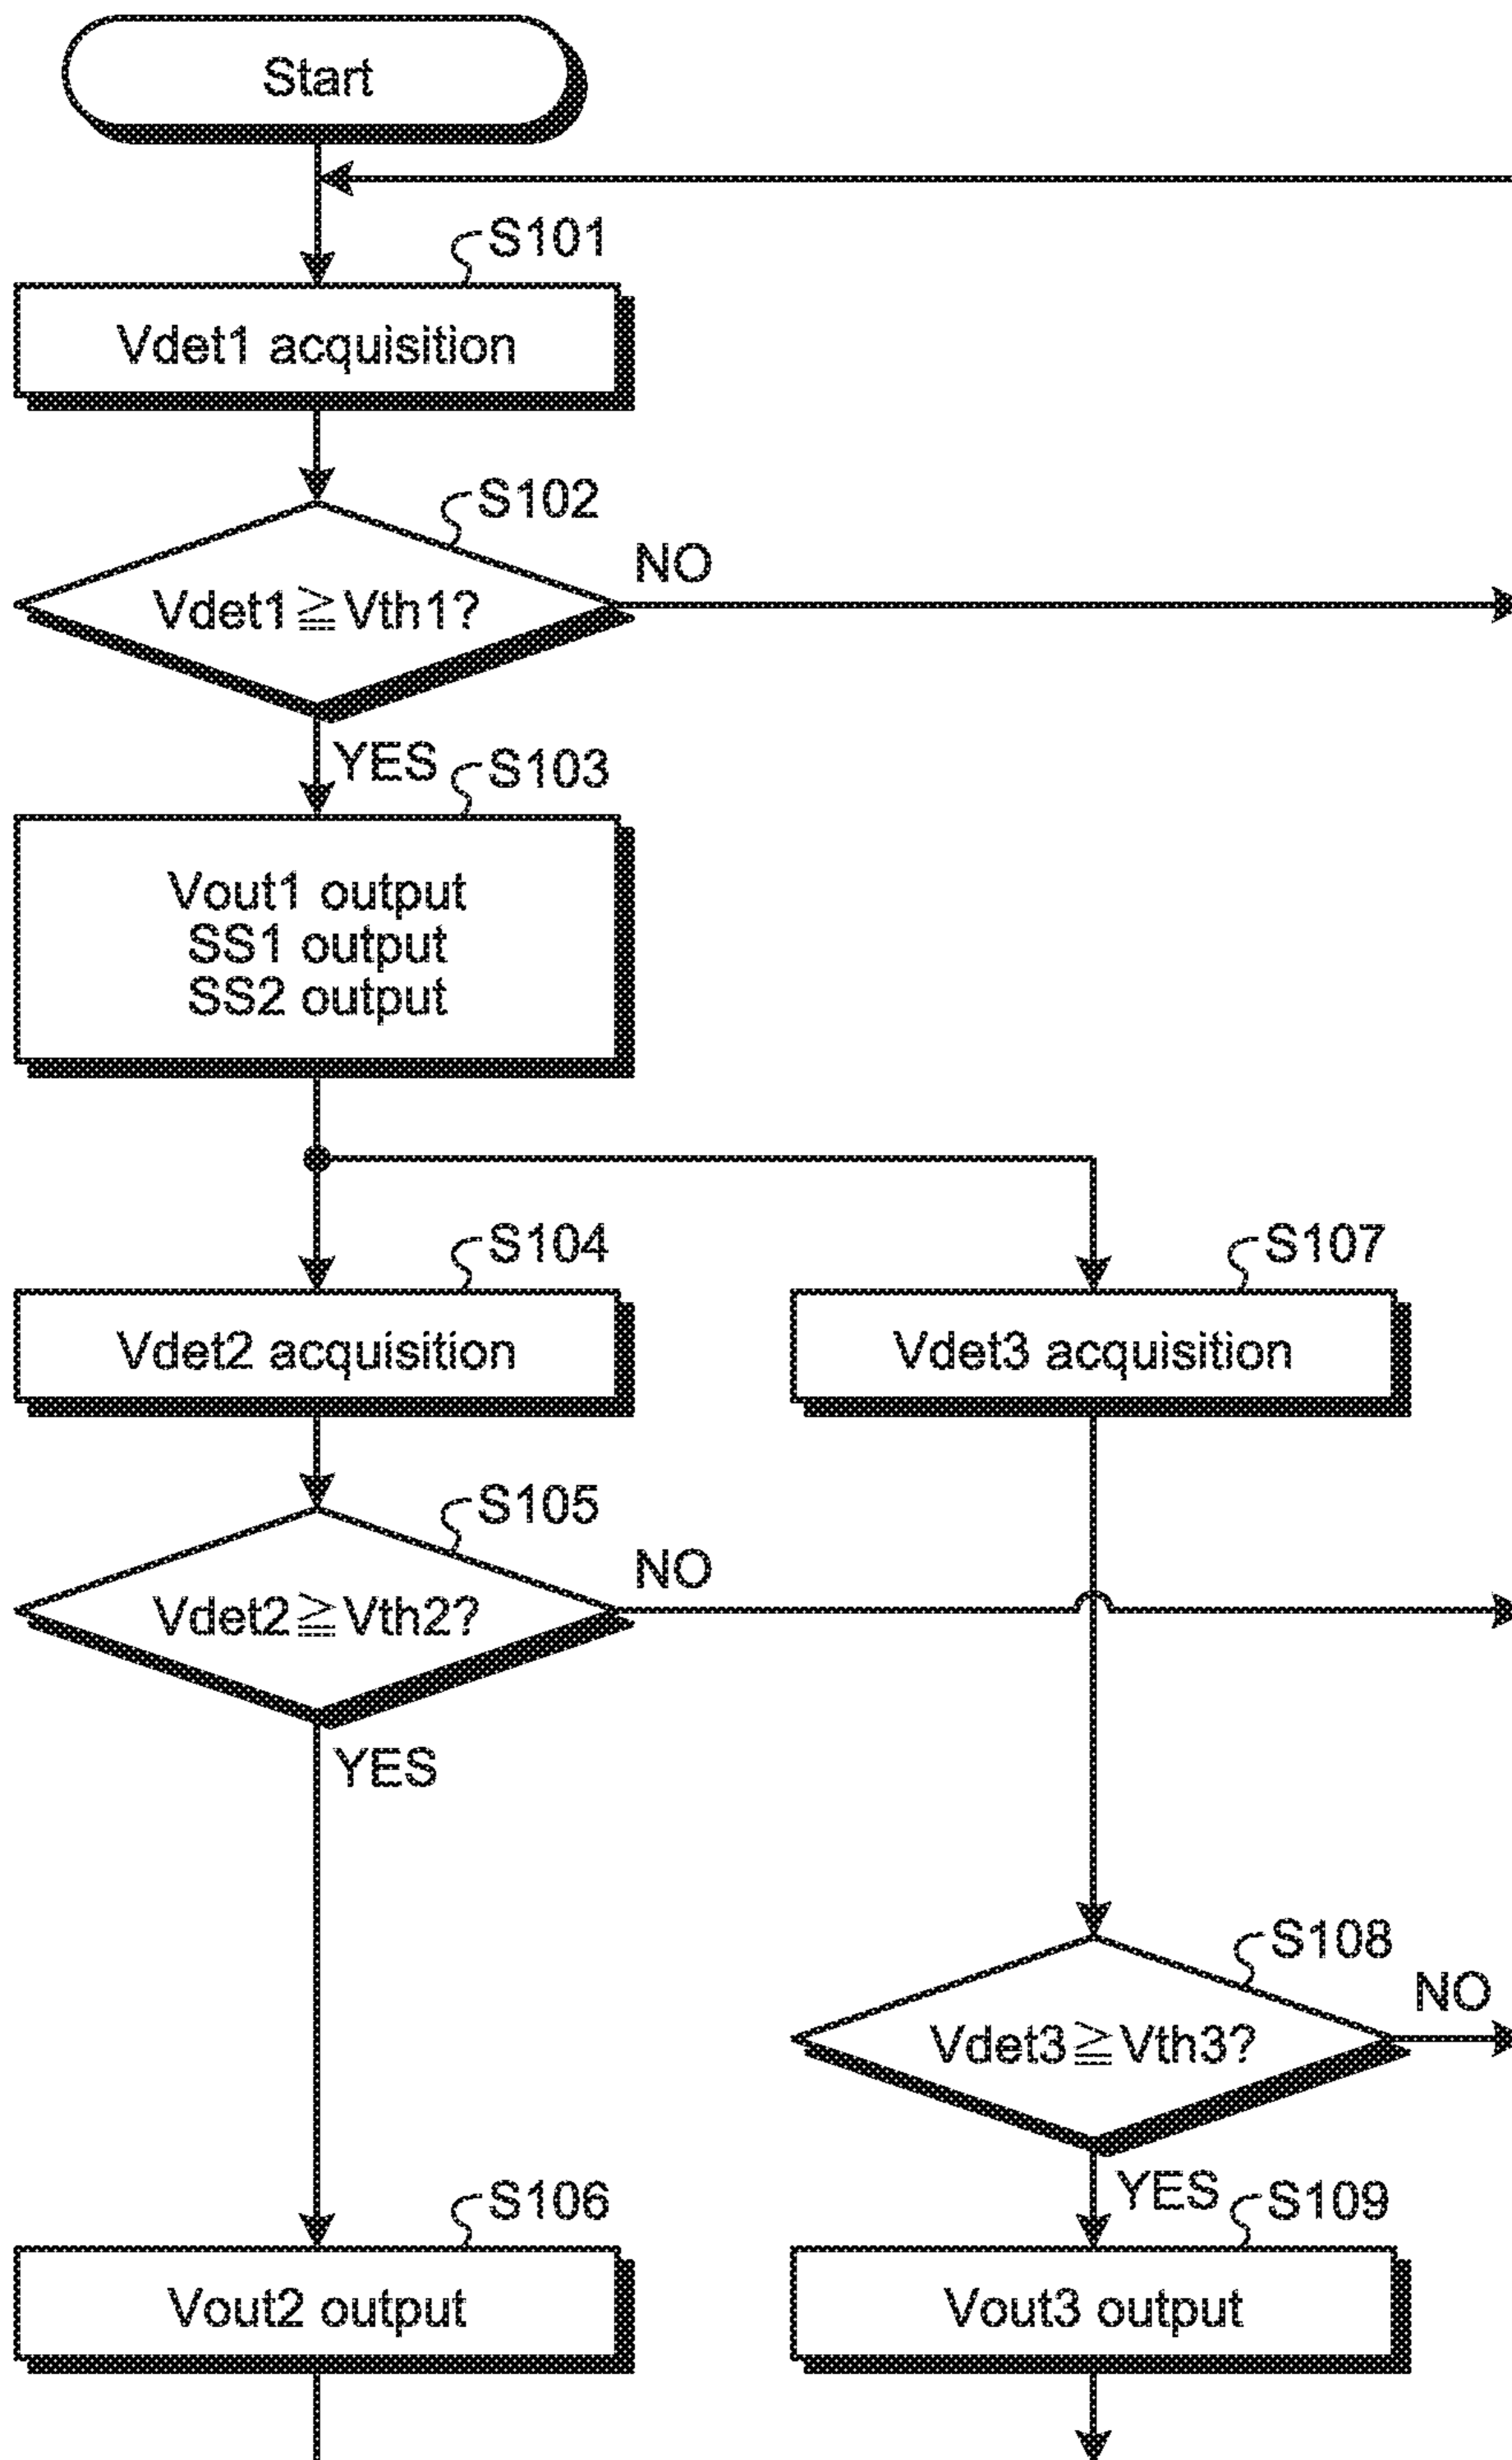 Start
S101
Vdet1 acquisition
S102
NO
Vdet1≧Vth1?
YES
S103
Vout1 output
SS1 output
SS2 output
S104
S107
Vdet2 acquisition
Vdet3 acquisition
S105
NO
Vdet2≧Vth2?
YES
S108
NO
Vdet3≧Vth3?
YES
S106
S109
Vout2 output
Vout3 output